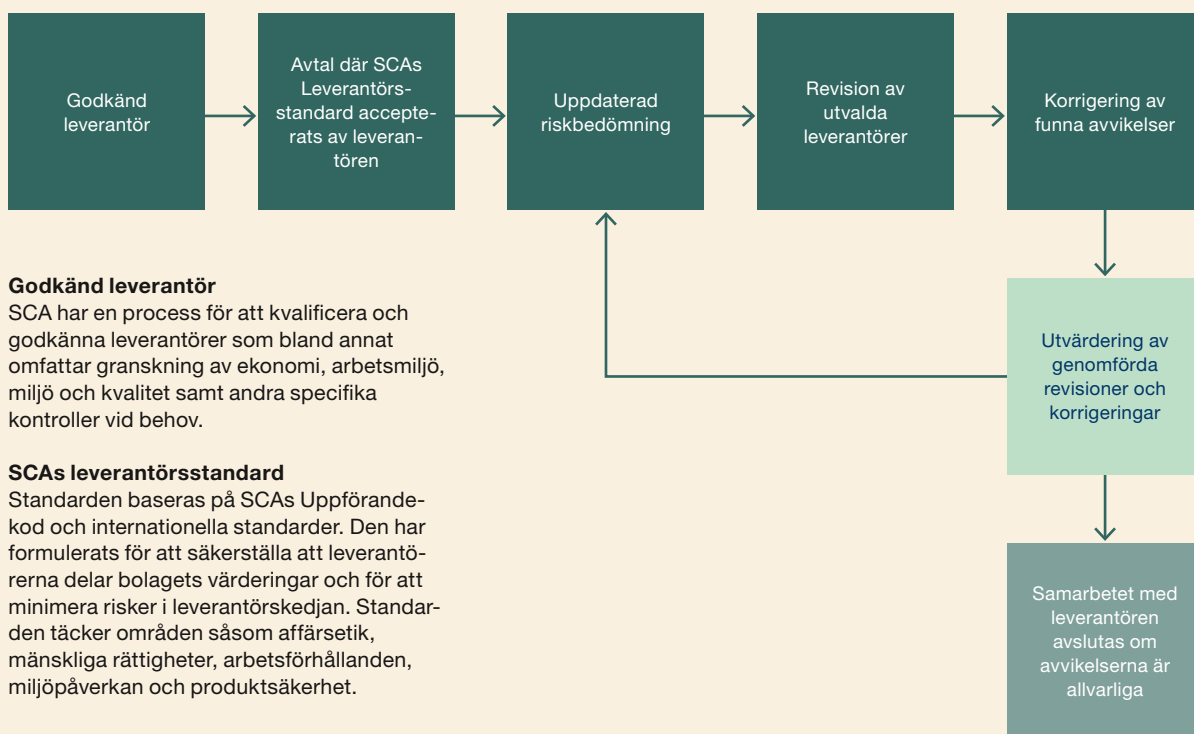 Godkänd
leverantör
Avtal där SCAs
Leverantörs-
standard accepte-
rats av leveran-
tören
Uppdaterad
riskbedömning
Revision av
utvalda
leverantörer
Korrigering av
funna avvikelser
Utvärdering av
genomförda
revisioner och
korrigeringar
Samarbetet med
leverantören
avslutas om
avvikelserna är
allvarliga
Godkänd leverantör
SCA har en process för att kvalificera och
godkänna leverantörer som bland annat
omfattar granskning av ekonomi, arbetsmiljö,
miljö och kvalitet samt andra specifika
kontroller vid behov.
SCAs leverantörsstandard
Standarden baseras på SCAs Uppförande-
kod och internationella standarder. Den har
formulerats för att säkerställa att leverantö-
rerna delar bolagets värderingar och för att
minimera risker i leverantörskedjan. Standar-
den täcker områden såsom affärsetik,
mänskliga rättigheter, arbetsförhållanden,
miljöpåverkan och produktsäkerhet.